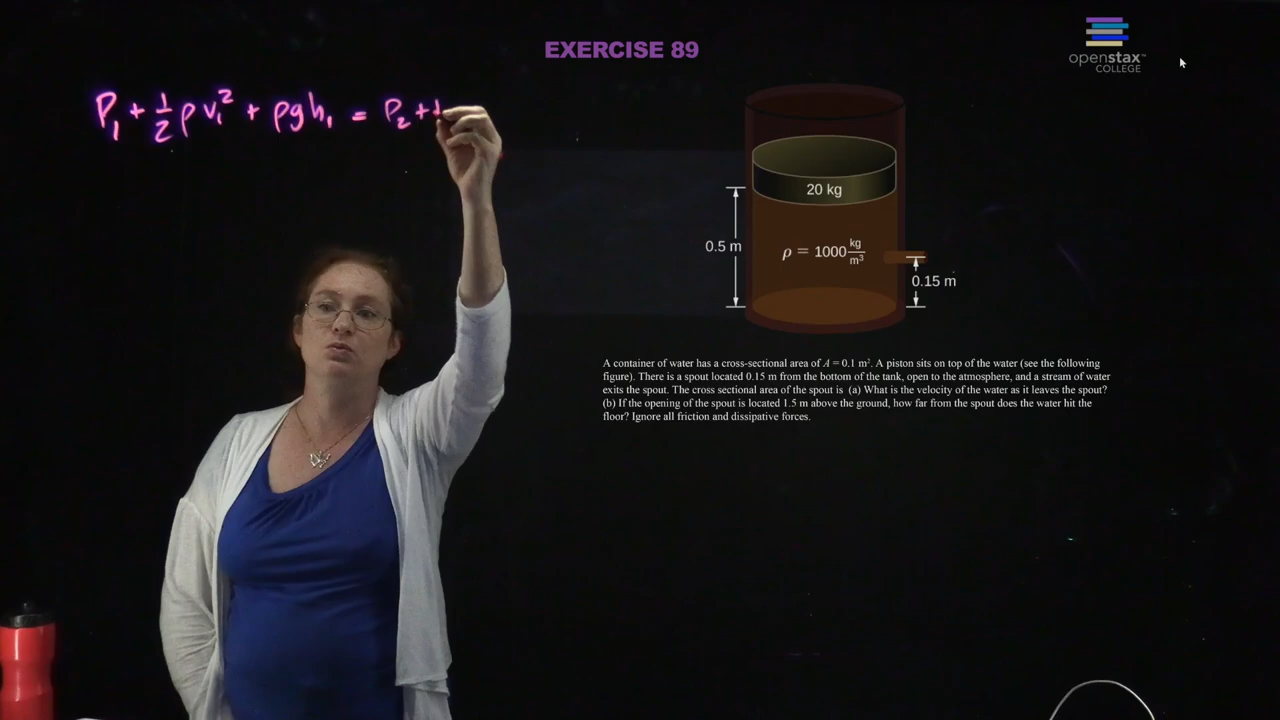 EXERCISE 89
openstax™
COLLEGE
P₁ + ½ρv₁² + ρgh₁ = P₂ +
20 kg
0.5 m
ρ = 1000 kg/m³
0.15 m
A container of water has a cross-sectional area of A = 0.1 m². A piston sits on top of the water (see the following
figure). There is a spout located 0.15 m from the bottom of the tank, open to the atmosphere, and a stream of water
exits the spout. The cross sectional area of the spout is (a) What is the velocity of the water as it leaves the spout?
(b) If the opening of the spout is located 1.5 m above the ground, how far from the spout does the water hit the
floor? Ignore all friction and dissipative forces.